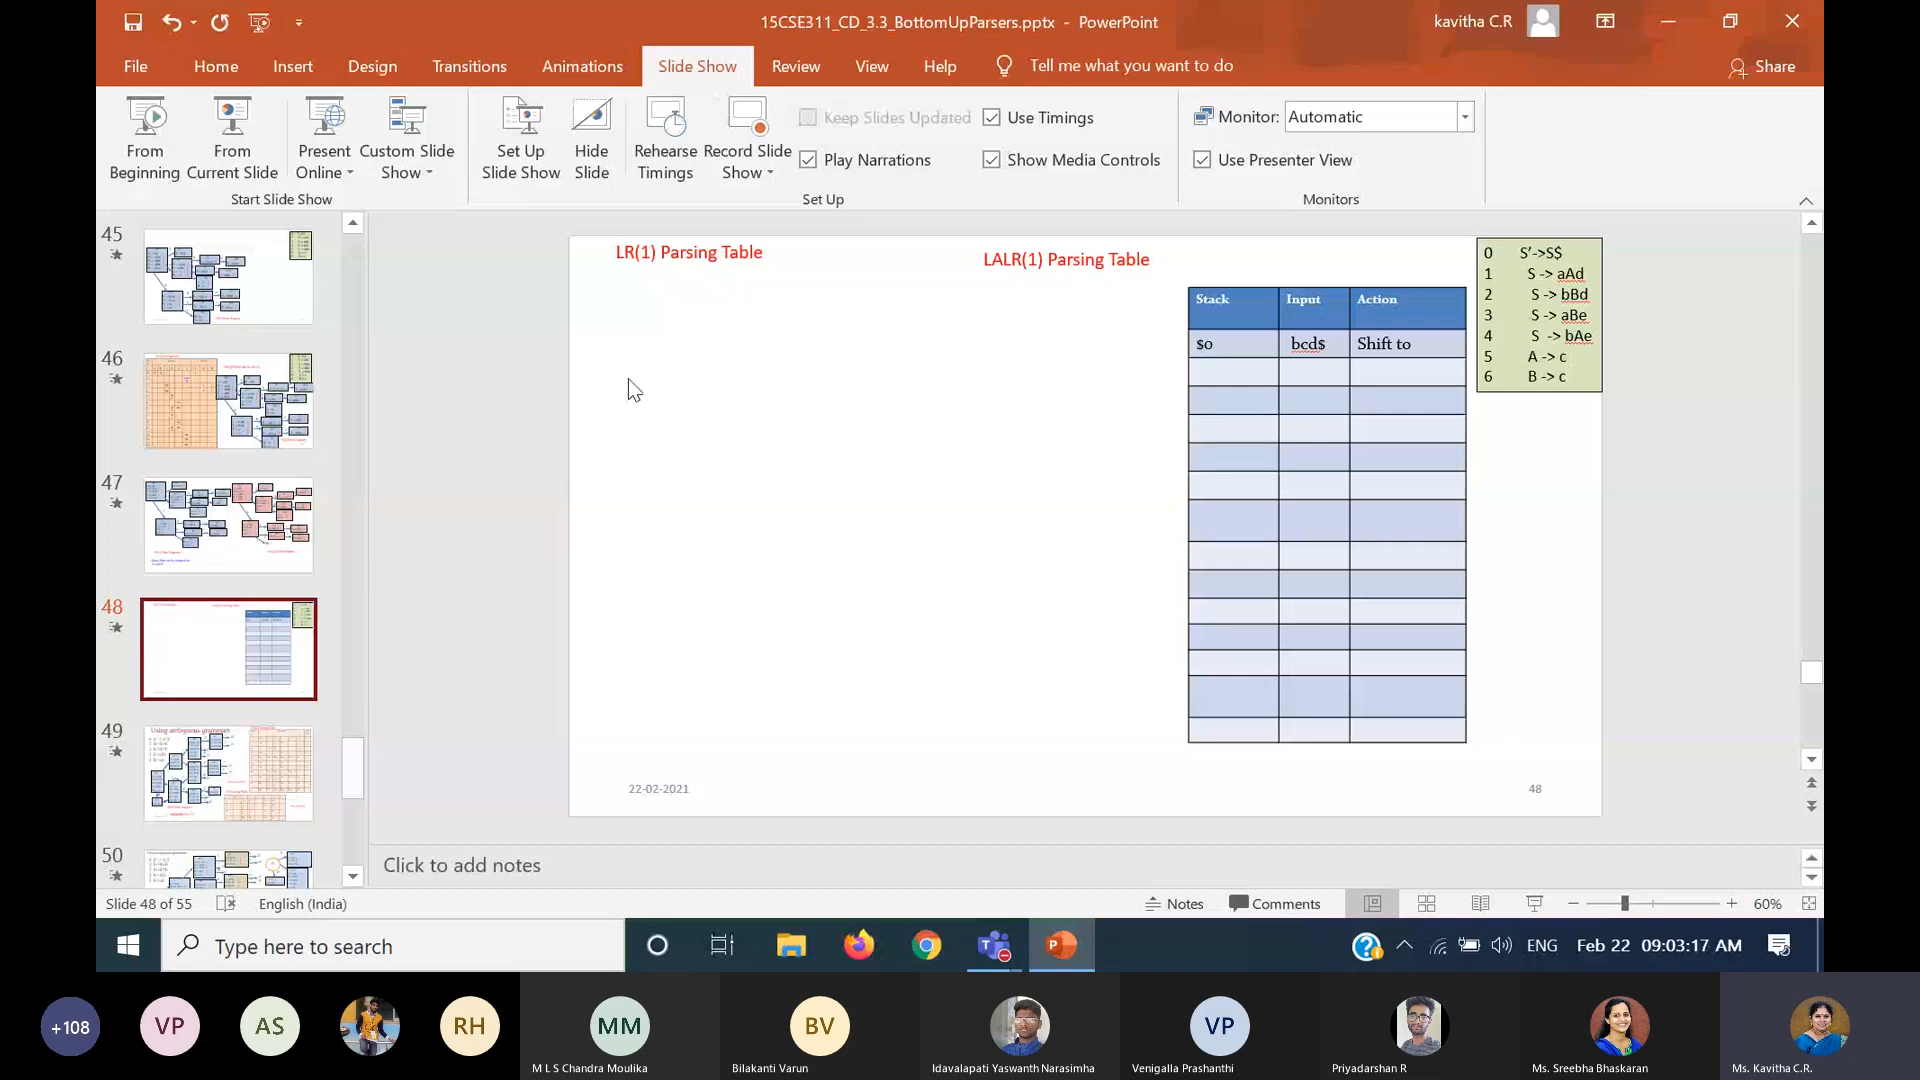 15CSE311_CD_3.3_BottomUpParsers.pptx - PowerPoint
kavitha C.R
File Home Insert Design Transitions Animations Slide Show Review View Help Tell me what you want to do Share
From Beginning
From Current Slide
Present Online
Custom Slide Show
Start Slide Show
Set Up Slide Show
Hide Slide
Rehearse Timings
Record Slide Show
Keep Slides Updated
Play Narrations
Use Timings
Show Media Controls
Set Up
Monitor: Automatic
Use Presenter View
Monitors
45
46
47
48
49
Using ambiguous grammars
50
LR(1) Parsing Table
LALR(1) Parsing Table
Stack Input Action
$0 bcd$ Shift to
0 S’->S$
1 S -> aAd
2 S -> bBd
3 S -> aBe
4 S -> bAe
5 A -> c
6 B -> c
22-02-2021
48
Click to add notes
Slide 48 of 55 English (India) Notes Comments 60%
Type here to search
ENG Feb 22 09:03:17 AM
+108 VP AS RH MM BV VP
M L S Chandra Moulika
Bilakanti Varun
Idavalapati Yaswanth Narasimha
Venigalla Prashanthi
Priyadarshan R
Ms. Sreebha Bhaskaran
Ms. Kavitha C.R.